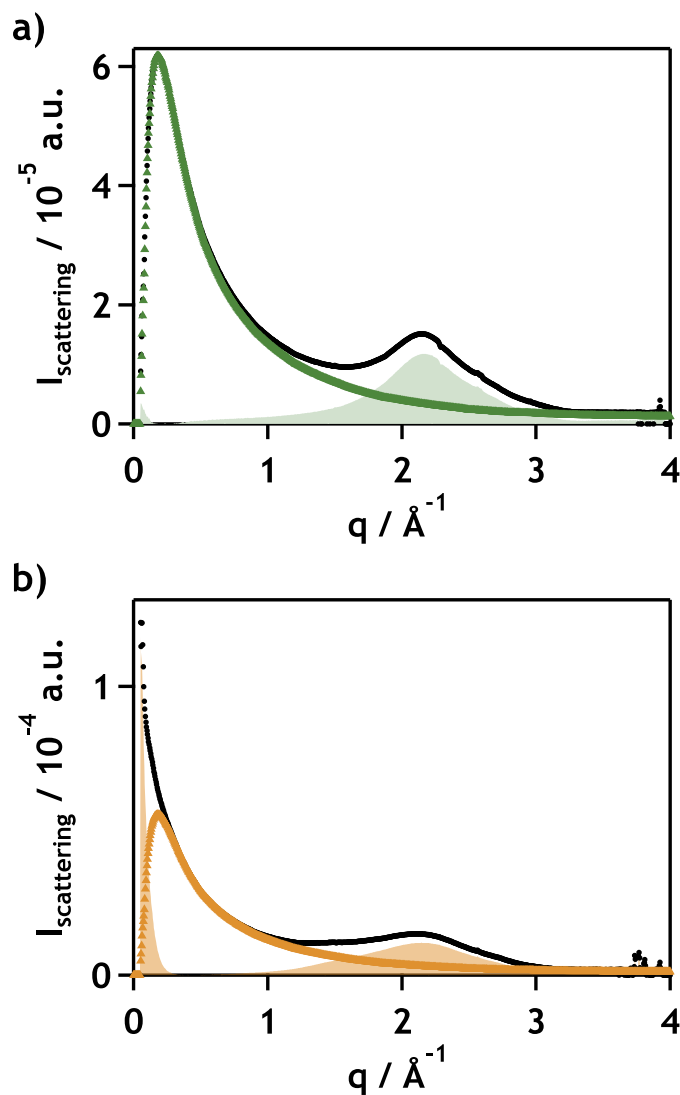 a)
6
4
2
0
I_scattering / 10^-5 a.u.
0 1 2 3 4
q / Å^-1
b)
1
0
I_scattering / 10^-4 a.u.
0 1 2 3 4
q / Å^-1